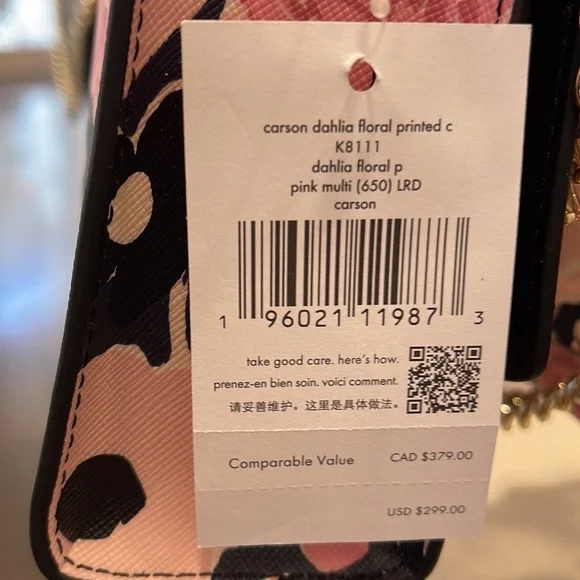 carson dahlia floral printed c
K8111
dahlia floral p
pink multi (650) LRD
carson
1 96021 11987 3
take good care. here's how.
prenez-en bien soin. voici comment.
请妥善维护。这里是具体做法。
Comparable Value CAD $379.00
USD $299.00